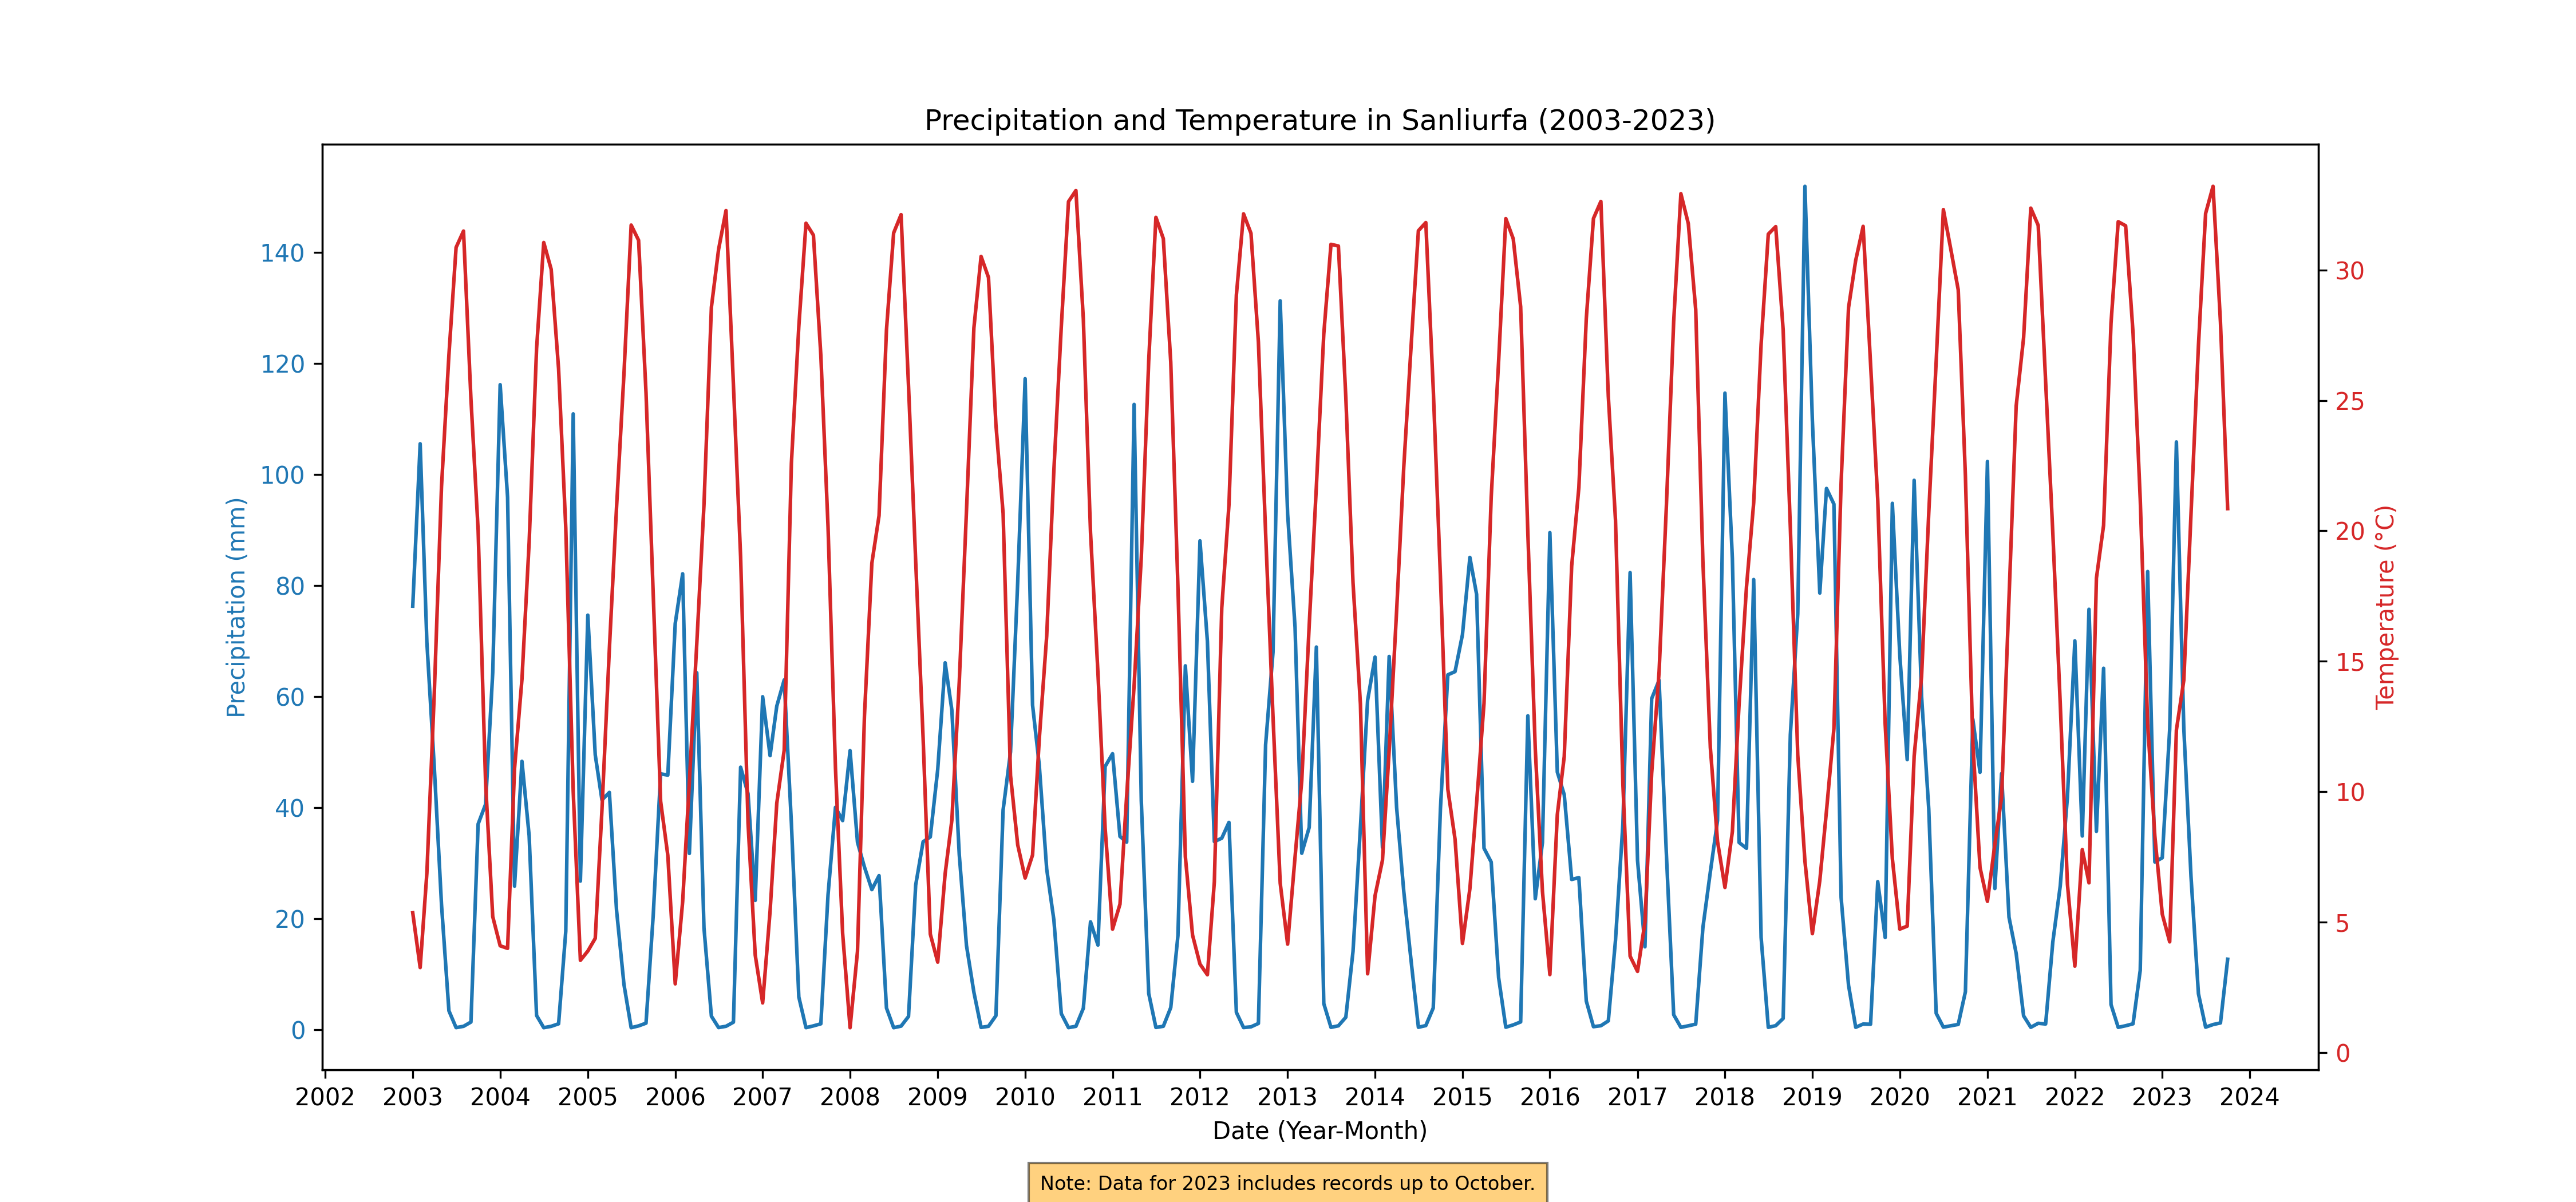 Precipitation and Temperature in Sanliurfa (2003-2023)
Precipitation (mm)
140
120
100
80
60
40
20
0
30
25
20
15
10
5
0
Temperature (°C)
2002 2003 2004 2005 2006 2007 2008 2009 2010 2011 2012 2013 2014 2015 2016 2017 2018 2019 2020 2021 2022 2023 2024
Date (Year-Month)
Note: Data for 2023 includes records up to October.